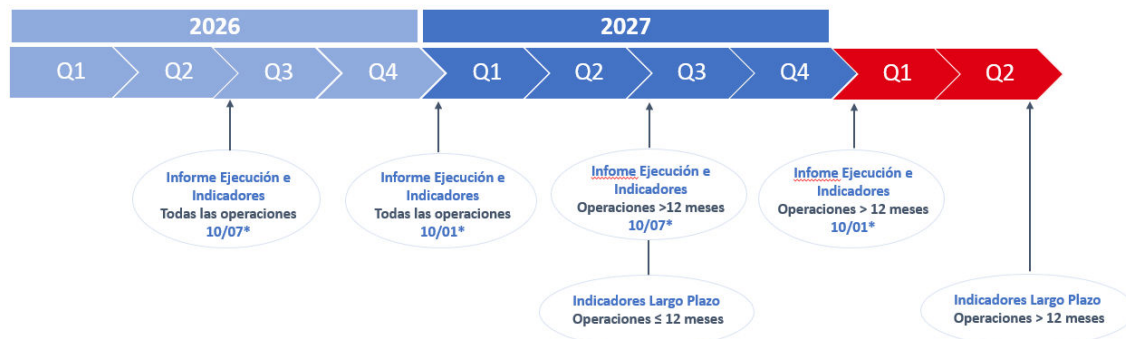 2026
2027
Q1
Q2
Q3
Q4
Q1
Q2
Q3
Q4
Q1
Q2
Informe Ejecución e
Indicadores
Todas las operaciones
10/07*
Informe Ejecución e
Indicadores
Todas las operaciones
10/01*
Infome Ejecución e
Indicadores
Operaciones >12 meses
10/07*
Infome Ejecución e
Indicadores
Operaciones > 12 meses
10/01*
Indicadores Largo Plazo
Operaciones ≤ 12 meses
Indicadores Largo Plazo
Operaciones > 12 meses